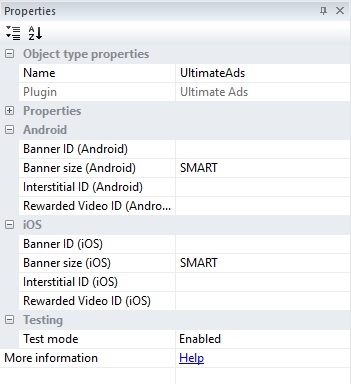 Properties
Object type properties
Name UltimateAds
Plugin Ultimate Ads
Properties
Android
Banner ID (Android)
Banner size (Android) SMART
Interstitial ID (Android)
Rewarded Video ID (Andro...
iOS
Banner ID (iOS)
Banner size (iOS) SMART
Interstitial ID (iOS)
Rewarded Video ID (iOS)
Testing
Test mode Enabled
More information Help